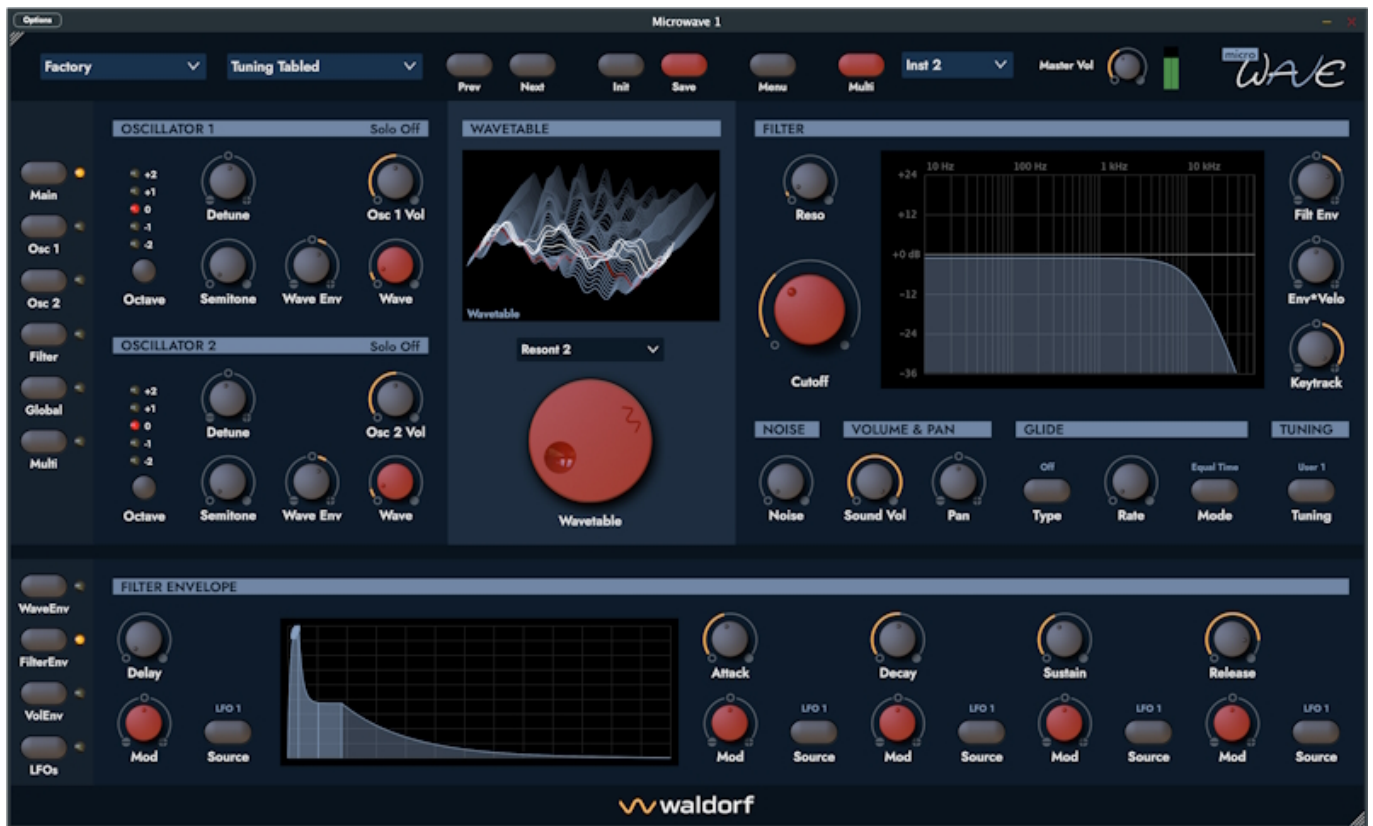 Options
Microwave 1
Factory
Tuning Tabled
Prev
Next
Init
Save
Menu
Multi
Inst 2
Master Vol
micro
WAVE
Main
Osc 1
Osc 2
Filter
Global
Multi
OSCILLATOR 1 Solo Off
+2
+1
0
-1
-2
Octave
Detune
Osc 1 Vol
Semitone
Wave Env
Wave
OSCILLATOR 2 Solo Off
+2
+1
0
-1
-2
Octave
Detune
Osc 2 Vol
Semitone
Wave Env
Wave
WAVETABLE
Wavetable
Resont 2
Wavetable
FILTER
Reso
Cutoff
10 Hz 100 Hz 1 kHz 10 kHz
+24
+12
+0 dB
-12
-24
-36
Filt Env
Env*Velo
Keytrack
NOISE
Noise
VOLUME & PAN
Sound Vol
Pan
GLIDE
Off
Type
Rate
Equal Time
Mode
TUNING
User 1
Tuning
WaveEnv
FilterEnv
VolEnv
LFOs
FILTER ENVELOPE
Delay
Mod
LFO 1
Source
Attack
Mod
LFO 1
Source
Decay
Mod
LFO 1
Source
Sustain
Mod
LFO 1
Source
Release
Mod
LFO 1
Source
waldorf